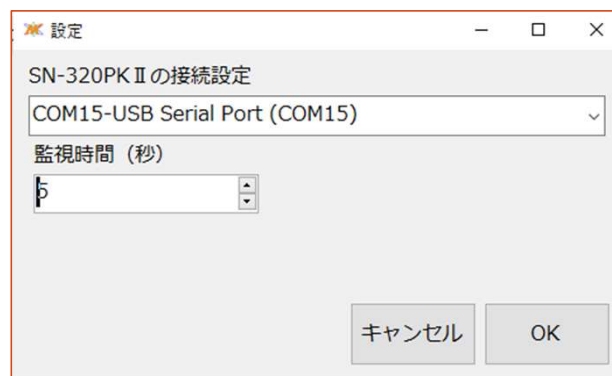 設定
SN-320PKⅡの接続設定
COM15-USB Serial Port (COM15)
監視時間（秒）
5
キャンセル
OK